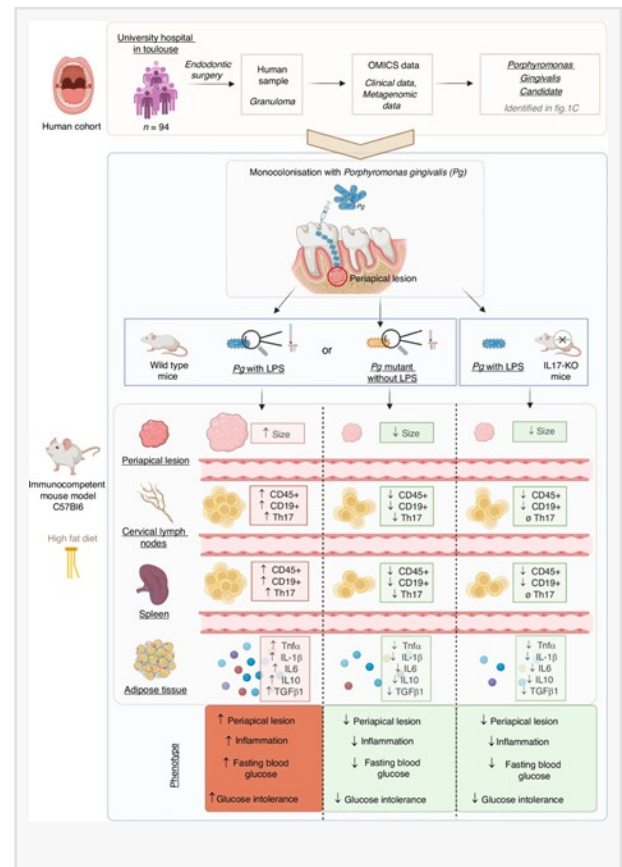 University hospital
in toulouse
n = 94
Human cohort
Endodontic
surgery
Human
sample
Granuloma
OMICS data
Clinical data,
Metagenomic
data
Porphyromonas
Gingivalis
Candidate
Identified in fig.1C
Monocolonisation with Porphyromonas gingivalis (Pg)
Pg
Periapical lesion
Wild type
mice
Pg with LPS
or
Pg mutant
without LPS
Pg with LPS
IL17-KO
mice
Immunocompetent
mouse model
C57Bl6
High fat diet
Periapical lesion
↑ Size
↓ Size
↓ Size
Cervical lymph
nodes
↑ CD45+
↑ CD19+
↑ Th17
↓ CD45+
↓ CD19+
↓ Th17
↓ CD45+
↓ CD19+
ø Th17
Spleen
↑ CD45+
↑ CD19+
↑ Th17
↓ CD45+
↓ CD19+
↓ Th17
↓ CD45+
↓ CD19+
ø Th17
Adipose tissue
↑ Tnfα
↑ IL-1β
↑ IL6
↑ IL10
↑ TGFβ1
↓ Tnfα
↓ IL-1β
↓ IL6
↓ IL10
↓ TGFβ1
↓ Tnfα
↓ IL-1β
↓ IL6
↓ IL10
↓ TGFβ1
Phenotype
↑ Periapical lesion
↑ Inflammation
↑ Fasting blood
glucose
↑ Glucose intolerance
↓ Periapical lesion
↓ Inflammation
↓ Fasting blood
glucose
↓ Glucose intolerance
↓ Periapical lesion
↓ Inflammation
↓ Fasting blood
glucose
↓ Glucose intolerance